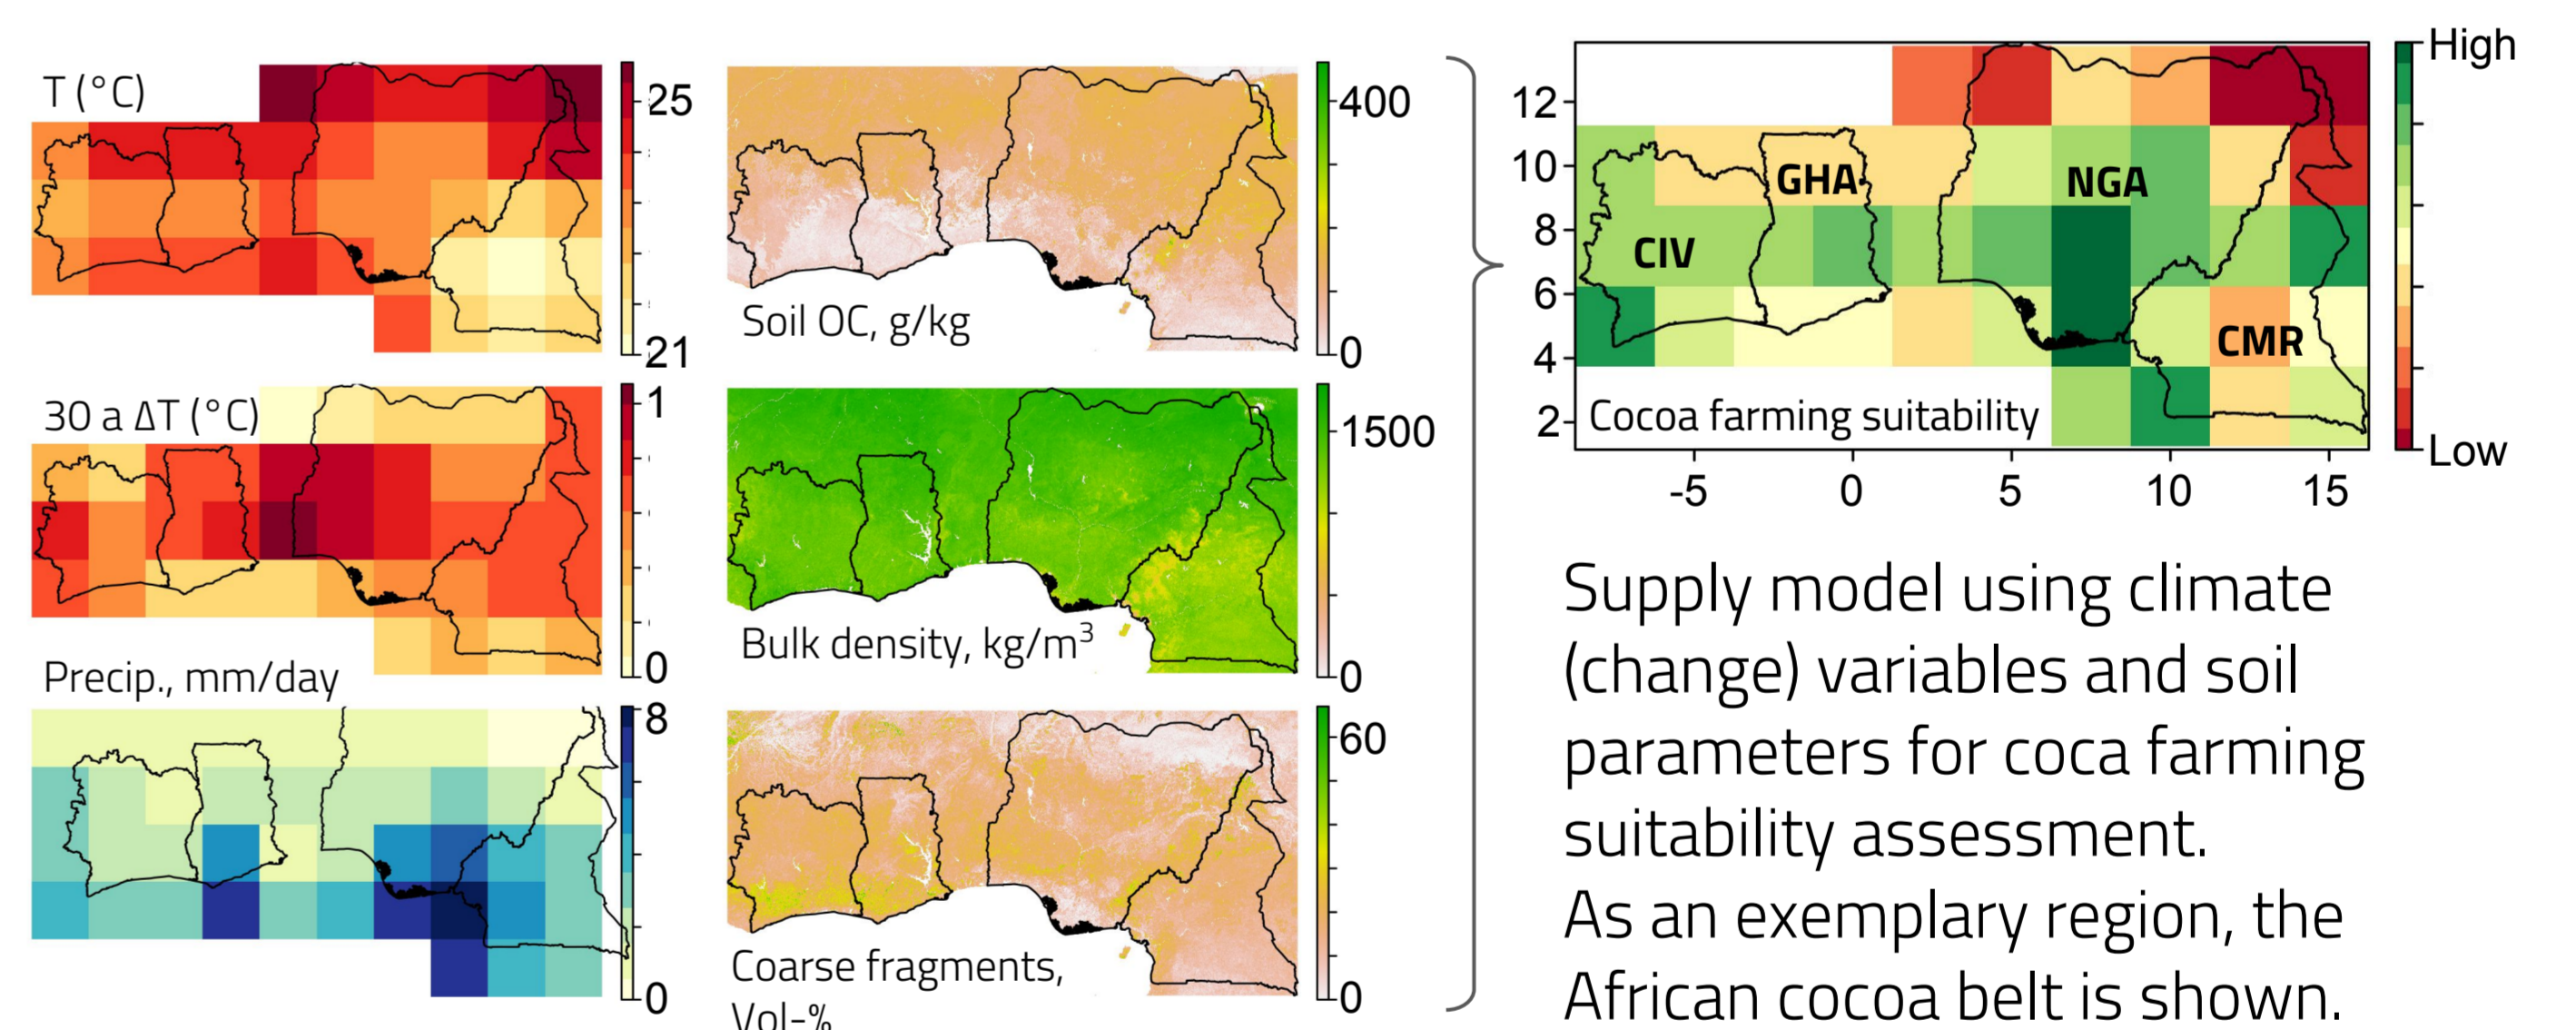 T (°C)
25
21
30 a ΔT (°C)
1
0
Precip., mm/day
8
0
Soil OC, g/kg
400
0
Bulk density, kg/m³
1500
0
Coarse fragments,
Vol-%
60
0
12
10
8
6
4
2
-5
0
5
10
15
GHA
NGA
CIV
CMR
Cocoa farming suitability
High
Low
Supply model using climate
(change) variables and soil
parameters for coca farming
suitability assessment.
As an exemplary region, the
African cocoa belt is shown.